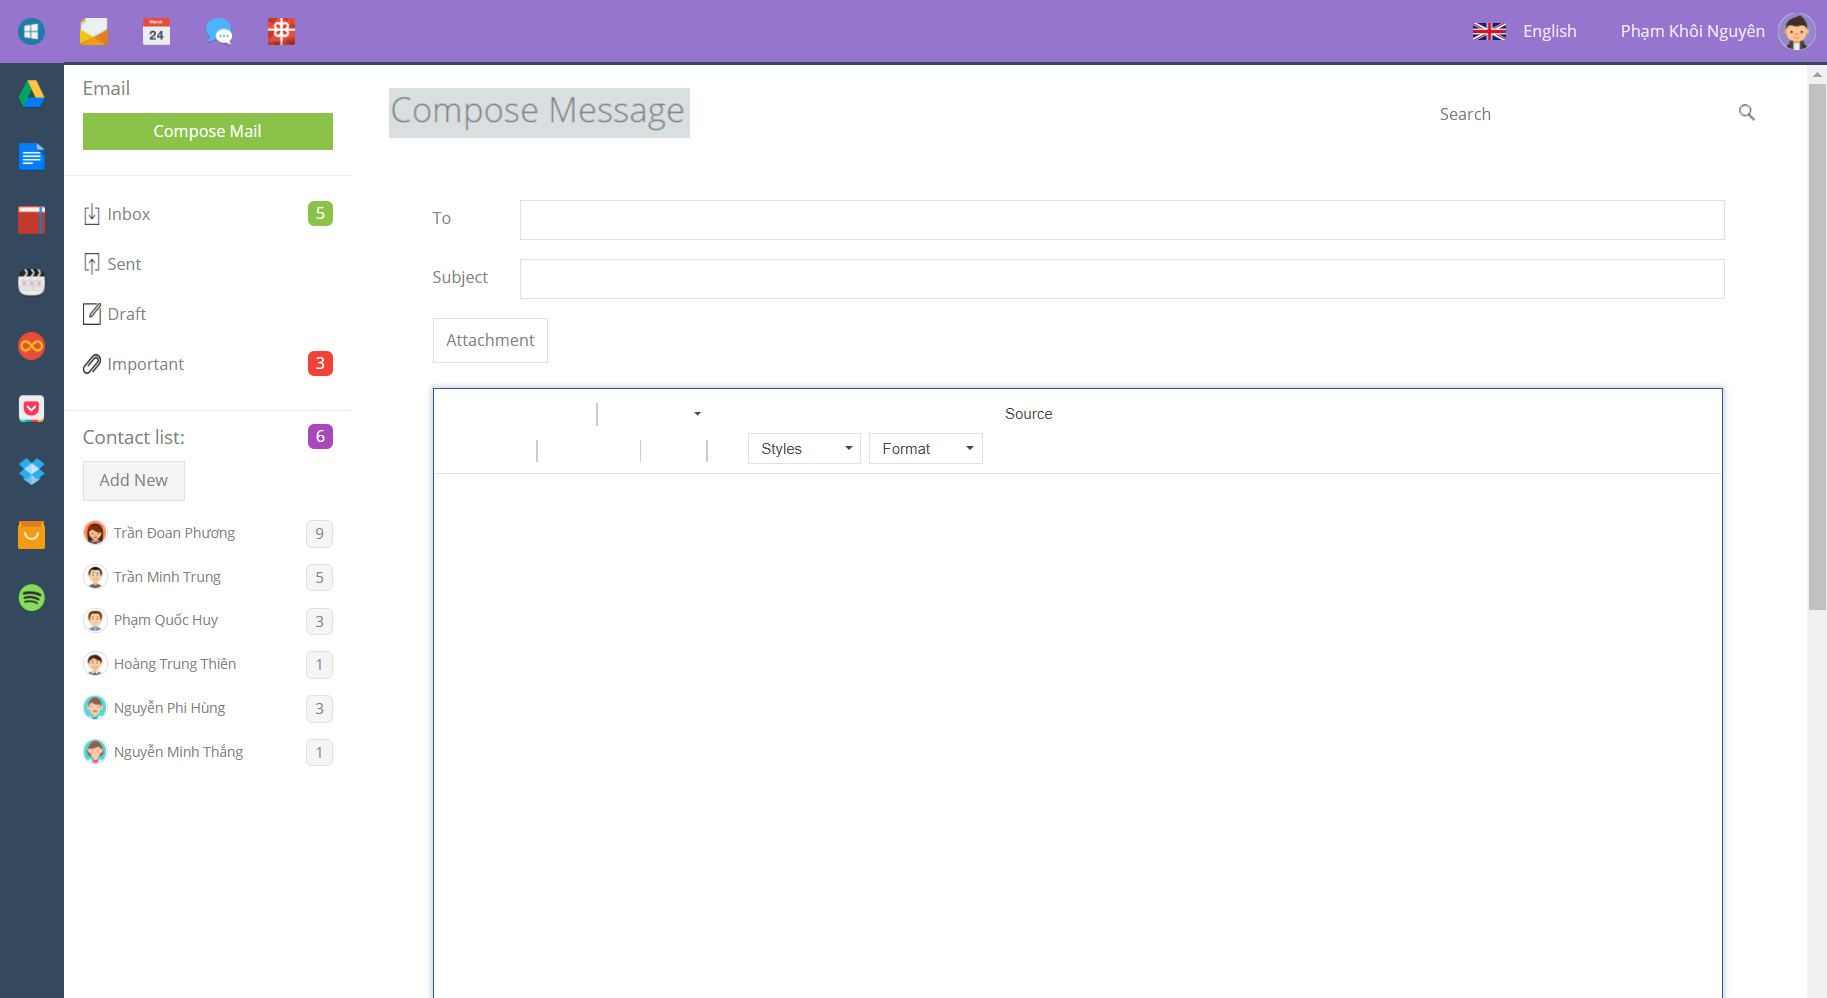 March
24
English
Phạm Khôi Nguyên
Email
Compose Mail
Inbox 5
Sent
Draft
Important 3
Contact list: 6
Add New
Trần Đoan Phương 9
Trần Minh Trung 5
Phạm Quốc Huy 3
Hoàng Trung Thiên 1
Nguyễn Phi Hùng 3
Nguyễn Minh Thắng 1
Compose Message
Search
To
Subject
Attachment
Source
Styles
Format